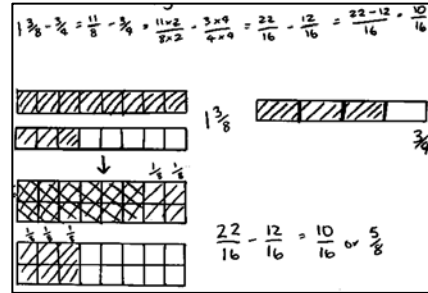 1 3/8 - 3/4 = 11/8 - 3/4 = 11×2/8×2 - 3×4/4×4 = 22/16 - 12/16 = 22-12/16 = 10/16
1 3/8
3/4
1/8 1/8
1/8 1/8 1/8
22/16 - 12/16 = 10/16 or 5/8